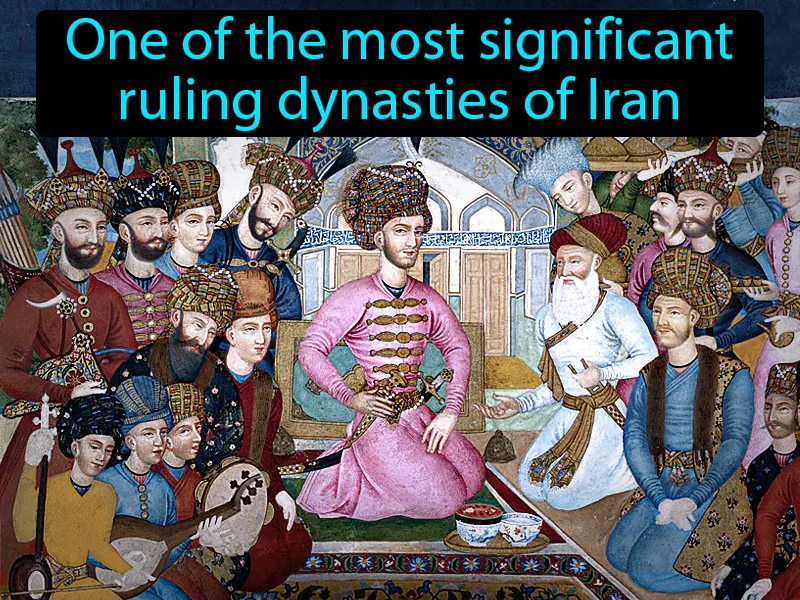 One of the most significant
ruling dynasties of Iran